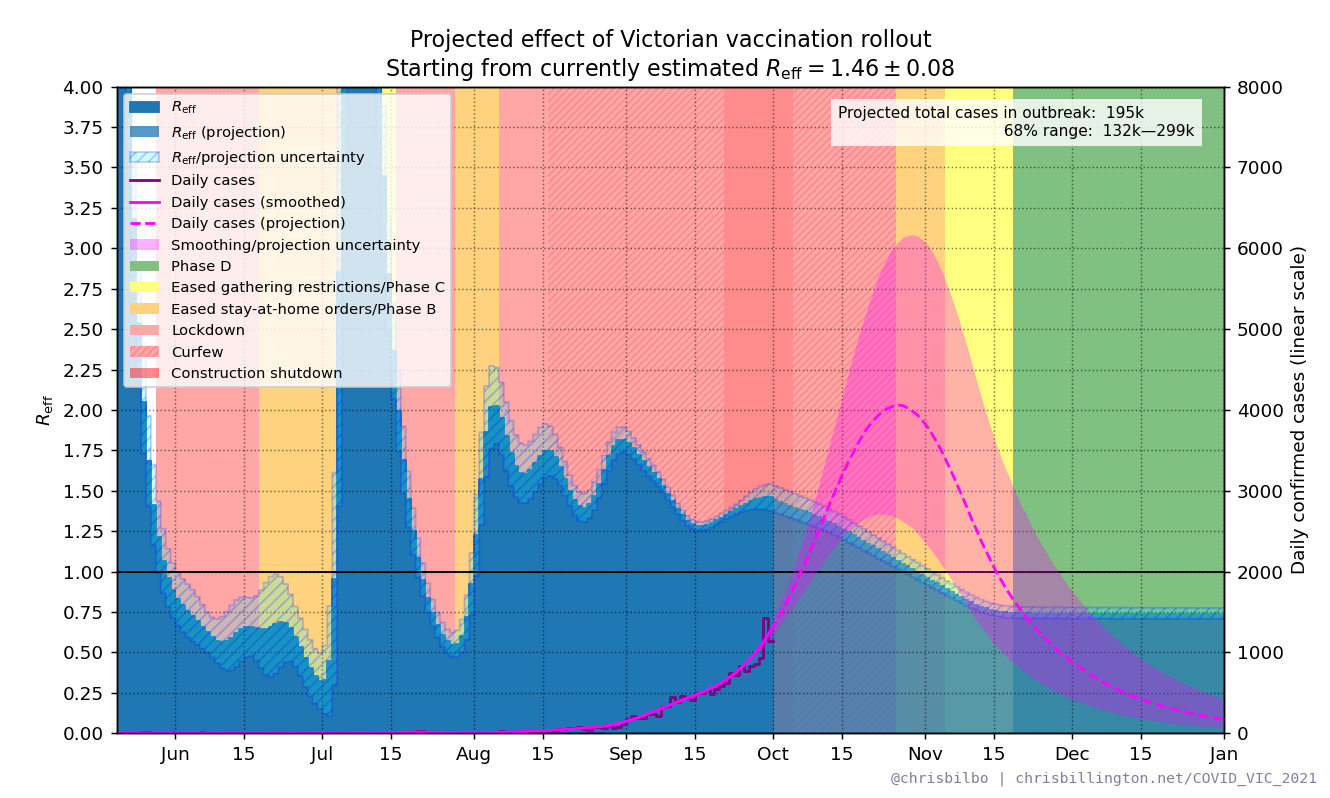 Projected effect of Victorian vaccination rollout
Starting from currently estimated R_eff = 1.46 ± 0.08
4.00
3.75
3.50
3.25
3.00
2.75
2.50
2.25
2.00
1.75
1.50
1.25
1.00
0.75
0.50
0.25
0.00
R_eff
R_eff
R_eff (projection)
R_eff/projection uncertainty
Daily cases
Daily cases (smoothed)
Daily cases (projection)
Smoothing/projection uncertainty
Phase D
Eased gathering restrictions/Phase C
Eased stay-at-home orders/Phase B
Lockdown
Curfew
Construction shutdown
Projected total cases in outbreak: 195k
68% range: 132k—299k
8000
7000
6000
5000
4000
3000
2000
1000
0
Daily confirmed cases (linear scale)
Jun 15 Jul 15 Aug 15 Sep 15 Oct 15 Nov 15 Dec 15 Jan
@chrisbilbo | chrisbillington.net/COVID_VIC_2021